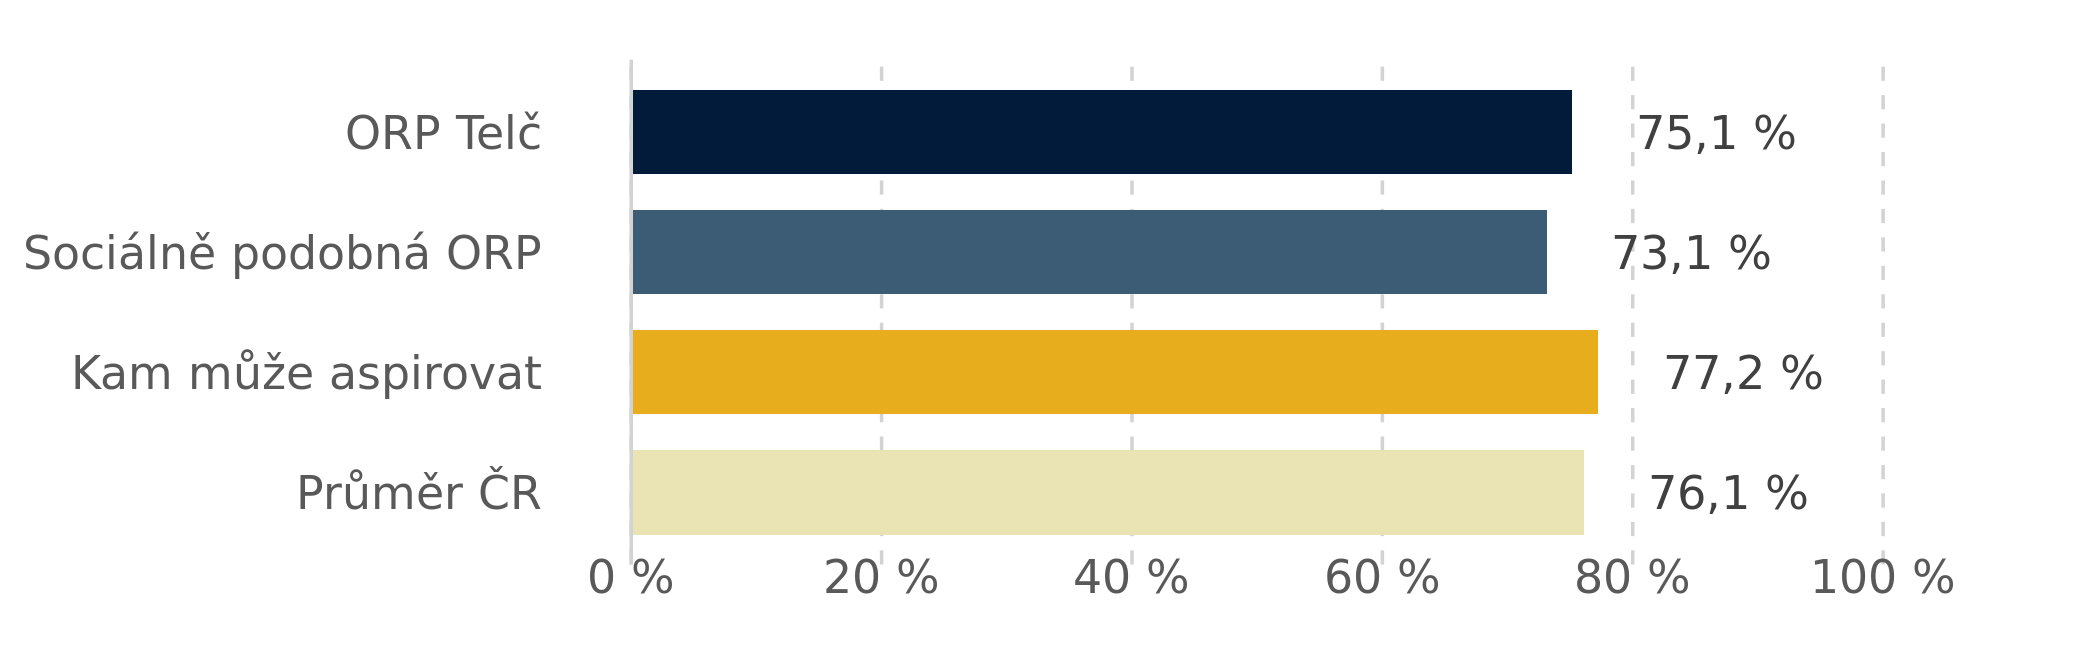 ORP Telč 75,1 %
Sociálně podobná ORP 73,1 %
Kam může aspirovat 77,2 %
Průměr ČR 76,1 %
0 % 20 % 40 % 60 % 80 % 100 %